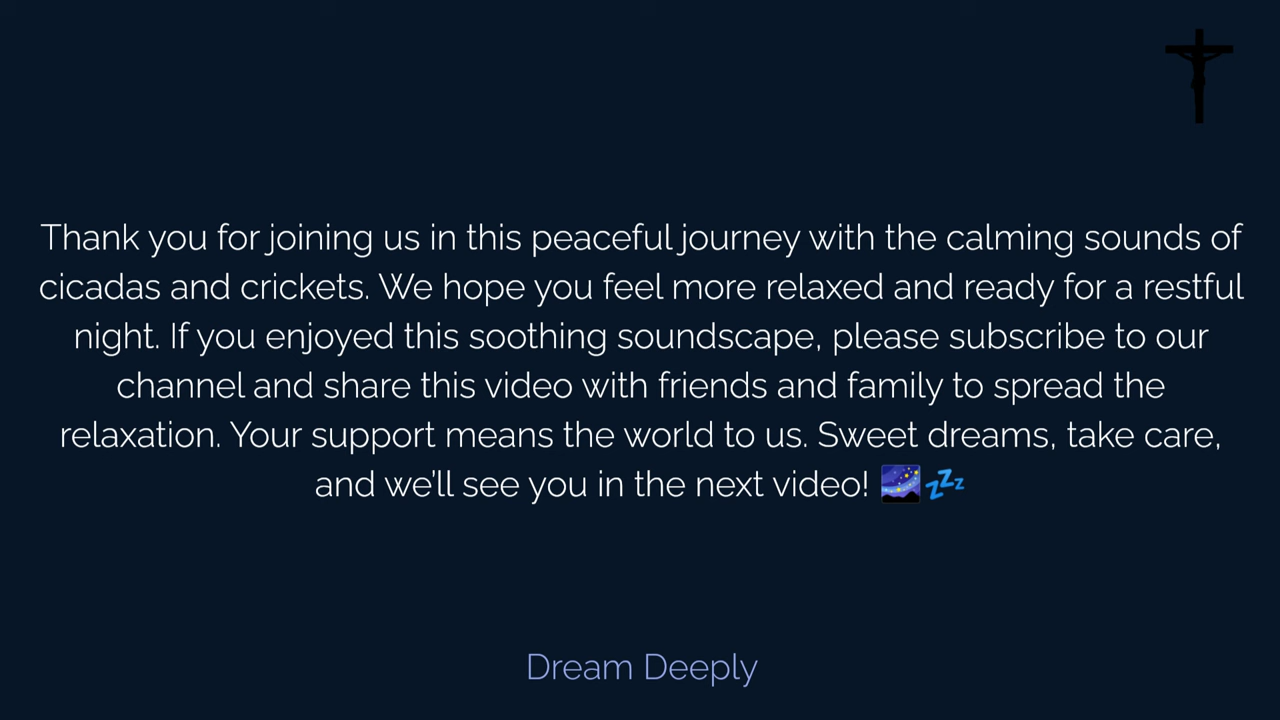 Thank you for joining us in this peaceful journey with the calming sounds of
cicadas and crickets. We hope you feel more relaxed and ready for a restful
night. If you enjoyed this soothing soundscape, please subscribe to our
channel and share this video with friends and family to spread the
relaxation. Your support means the world to us. Sweet dreams, take care,
and we'll see you in the next video! 🌌💤
Dream Deeply